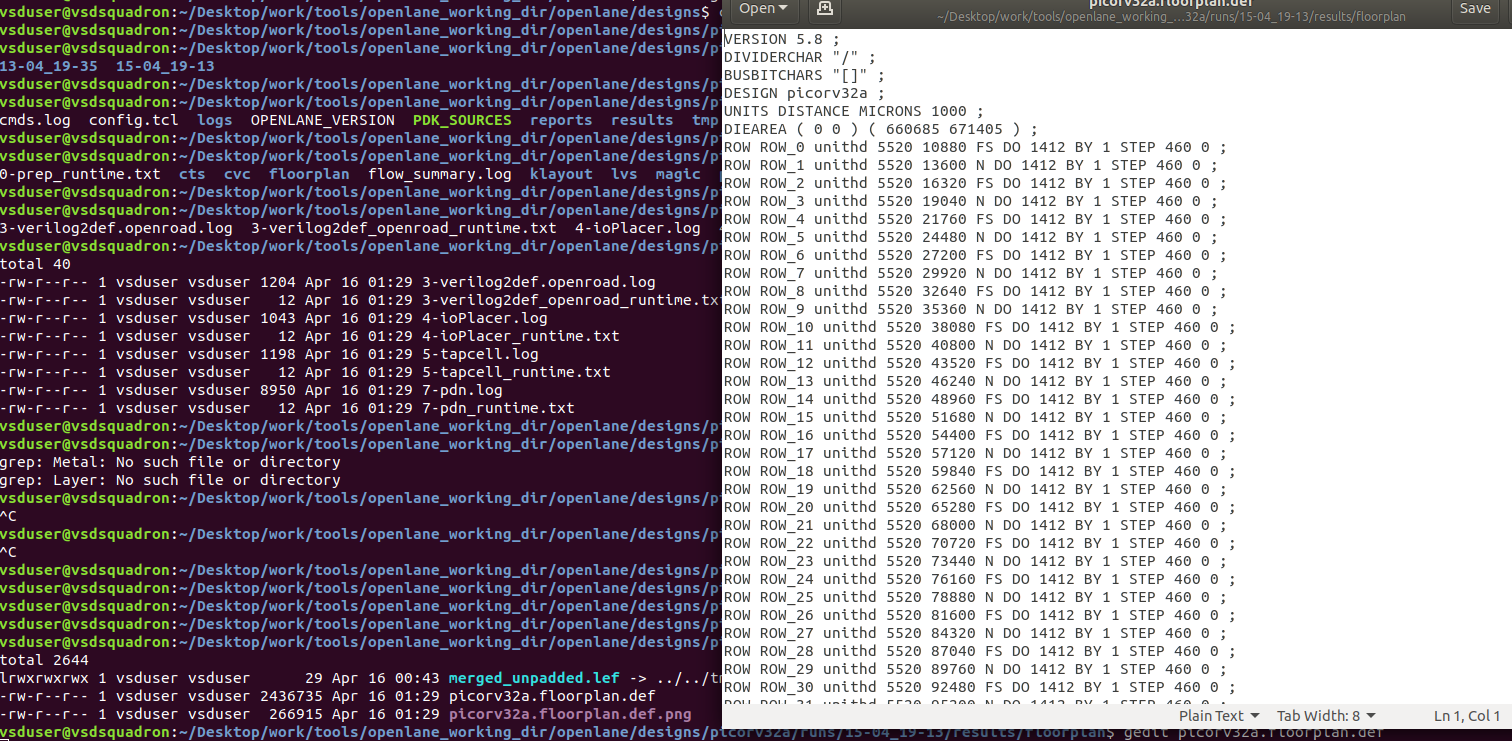 vsduser@vsdsquadron:~/Desktop/work/tools/openlane_working_dir/openlane/designs$
vsduser@vsdsquadron:~/Desktop/work/tools/openlane_working_dir/openlane/designs/
vsduser@vsdsquadron:~/Desktop/work/tools/openlane_working_dir/openlane/designs/
13-04_19-35  15-04_19-13
vsduser@vsdsquadron:~/Desktop/work/tools/openlane_working_dir/openlane/designs/
vsduser@vsdsquadron:~/Desktop/work/tools/openlane_working_dir/openlane/designs/
cmds.log  config.tcl  logs  OPENLANE_VERSION  PDK_SOURCES  reports  results  tmp
vsduser@vsdsquadron:~/Desktop/work/tools/openlane_working_dir/openlane/designs/
vsduser@vsdsquadron:~/Desktop/work/tools/openlane_working_dir/openlane/designs/
0-prep_runtime.txt  cts  cvc  floorplan  flow_summary.log  klayout  lvs  magic
vsduser@vsdsquadron:~/Desktop/work/tools/openlane_working_dir/openlane/designs/
vsduser@vsdsquadron:~/Desktop/work/tools/openlane_working_dir/openlane/designs/
3-verilog2def.openroad.log  3-verilog2def_openroad_runtime.txt  4-ioPlacer.log
vsduser@vsdsquadron:~/Desktop/work/tools/openlane_working_dir/openlane/designs/
total 40
-rw-r--r-- 1 vsduser vsduser 1204 Apr 16 01:29 3-verilog2def.openroad.log
-rw-r--r-- 1 vsduser vsduser   12 Apr 16 01:29 3-verilog2def_openroad_runtime.tx
-rw-r--r-- 1 vsduser vsduser 1043 Apr 16 01:29 4-ioPlacer.log
-rw-r--r-- 1 vsduser vsduser   12 Apr 16 01:29 4-ioPlacer_runtime.txt
-rw-r--r-- 1 vsduser vsduser 1198 Apr 16 01:29 5-tapcell.log
-rw-r--r-- 1 vsduser vsduser   12 Apr 16 01:29 5-tapcell_runtime.txt
-rw-r--r-- 1 vsduser vsduser 8950 Apr 16 01:29 7-pdn.log
-rw-r--r-- 1 vsduser vsduser   12 Apr 16 01:29 7-pdn_runtime.txt
vsduser@vsdsquadron:~/Desktop/work/tools/openlane_working_dir/openlane/designs/
vsduser@vsdsquadron:~/Desktop/work/tools/openlane_working_dir/openlane/designs/
grep: Metal: No such file or directory
grep: Layer: No such file or directory
vsduser@vsdsquadron:~/Desktop/work/tools/openlane_working_dir/openlane/designs/
^C
vsduser@vsdsquadron:~/Desktop/work/tools/openlane_working_dir/openlane/designs/
^C
vsduser@vsdsquadron:~/Desktop/work/tools/openlane_working_dir/openlane/designs/
vsduser@vsdsquadron:~/Desktop/work/tools/openlane_working_dir/openlane/designs/
vsduser@vsdsquadron:~/Desktop/work/tools/openlane_working_dir/openlane/designs/
vsduser@vsdsquadron:~/Desktop/work/tools/openlane_working_dir/openlane/designs/
vsduser@vsdsquadron:~/Desktop/work/tools/openlane_working_dir/openlane/designs/
total 2644
lrwxrwxrwx 1 vsduser vsduser      29 Apr 16 00:43 merged_unpadded.lef -> ../../t
-rw-r--r-- 1 vsduser vsduser 2436735 Apr 16 01:29 picorv32a.floorplan.def
-rw-r--r-- 1 vsduser vsduser  266915 Apr 16 01:29 picorv32a.floorplan.def.png
vsduser@vsdsquadron:~/Desktop/work/tools/openlane_working_dir/openlane/designs/picorv32a/runs/15-04_19-13/results/floorplan$ gedit picorv32a.floorplan.def
Open
picorv32a.floorplan.def
~/Desktop/work/tools/openlane_working_...32a/runs/15-04_19-13/results/floorplan
Save
VERSION 5.8 ;
DIVIDERCHAR "/" ;
BUSBITCHARS "[]" ;
DESIGN picorv32a ;
UNITS DISTANCE MICRONS 1000 ;
DIEAREA ( 0 0 ) ( 660685 671405 ) ;
ROW ROW_0 unithd 5520 10880 FS DO 1412 BY 1 STEP 460 0 ;
ROW ROW_1 unithd 5520 13600 N DO 1412 BY 1 STEP 460 0 ;
ROW ROW_2 unithd 5520 16320 FS DO 1412 BY 1 STEP 460 0 ;
ROW ROW_3 unithd 5520 19040 N DO 1412 BY 1 STEP 460 0 ;
ROW ROW_4 unithd 5520 21760 FS DO 1412 BY 1 STEP 460 0 ;
ROW ROW_5 unithd 5520 24480 N DO 1412 BY 1 STEP 460 0 ;
ROW ROW_6 unithd 5520 27200 FS DO 1412 BY 1 STEP 460 0 ;
ROW ROW_7 unithd 5520 29920 N DO 1412 BY 1 STEP 460 0 ;
ROW ROW_8 unithd 5520 32640 FS DO 1412 BY 1 STEP 460 0 ;
ROW ROW_9 unithd 5520 35360 N DO 1412 BY 1 STEP 460 0 ;
ROW ROW_10 unithd 5520 38080 FS DO 1412 BY 1 STEP 460 0 ;
ROW ROW_11 unithd 5520 40800 N DO 1412 BY 1 STEP 460 0 ;
ROW ROW_12 unithd 5520 43520 FS DO 1412 BY 1 STEP 460 0 ;
ROW ROW_13 unithd 5520 46240 N DO 1412 BY 1 STEP 460 0 ;
ROW ROW_14 unithd 5520 48960 FS DO 1412 BY 1 STEP 460 0 ;
ROW ROW_15 unithd 5520 51680 N DO 1412 BY 1 STEP 460 0 ;
ROW ROW_16 unithd 5520 54400 FS DO 1412 BY 1 STEP 460 0 ;
ROW ROW_17 unithd 5520 57120 N DO 1412 BY 1 STEP 460 0 ;
ROW ROW_18 unithd 5520 59840 FS DO 1412 BY 1 STEP 460 0 ;
ROW ROW_19 unithd 5520 62560 N DO 1412 BY 1 STEP 460 0 ;
ROW ROW_20 unithd 5520 65280 FS DO 1412 BY 1 STEP 460 0 ;
ROW ROW_21 unithd 5520 68000 N DO 1412 BY 1 STEP 460 0 ;
ROW ROW_22 unithd 5520 70720 FS DO 1412 BY 1 STEP 460 0 ;
ROW ROW_23 unithd 5520 73440 N DO 1412 BY 1 STEP 460 0 ;
ROW ROW_24 unithd 5520 76160 FS DO 1412 BY 1 STEP 460 0 ;
ROW ROW_25 unithd 5520 78880 N DO 1412 BY 1 STEP 460 0 ;
ROW ROW_26 unithd 5520 81600 FS DO 1412 BY 1 STEP 460 0 ;
ROW ROW_27 unithd 5520 84320 N DO 1412 BY 1 STEP 460 0 ;
ROW ROW_28 unithd 5520 87040 FS DO 1412 BY 1 STEP 460 0 ;
ROW ROW_29 unithd 5520 89760 N DO 1412 BY 1 STEP 460 0 ;
ROW ROW_30 unithd 5520 92480 FS DO 1412 BY 1 STEP 460 0 ;
Plain Text
Tab Width: 8
Ln 1, Col 1